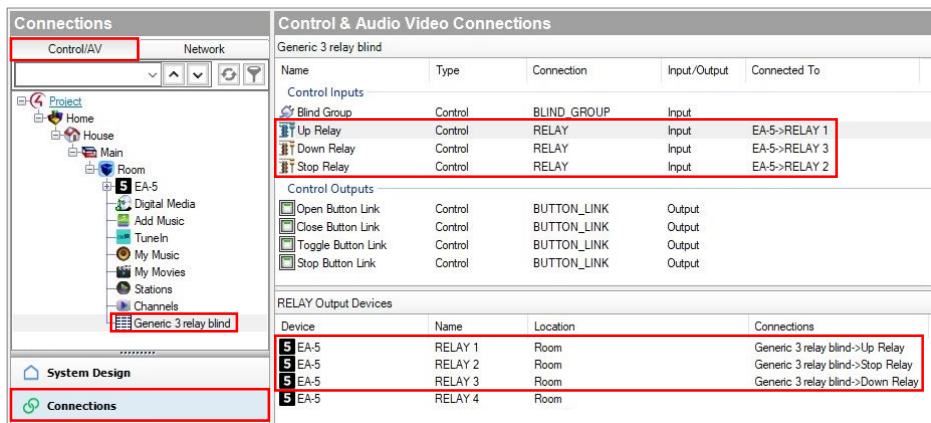 Connections
Control/AV Network
Project
Home
House
Main
Room
5 EA-5
Digital Media
Add Music
TuneIn
My Music
My Movies
Stations
Channels
Generic 3 relay blind
System Design
Connections
Control & Audio Video Connections
Generic 3 relay blind
Name Type Connection Input/Output Connected To
Control Inputs
Blind Group Control BLIND_GROUP Input
Up Relay Control RELAY Input EA-5->RELAY 1
Down Relay Control RELAY Input EA-5->RELAY 3
Stop Relay Control RELAY Input EA-5->RELAY 2
Control Outputs
Open Button Link Control BUTTON_LINK Output
Close Button Link Control BUTTON_LINK Output
Toggle Button Link Control BUTTON_LINK Output
Stop Button Link Control BUTTON_LINK Output
RELAY Output Devices
Device Name Location Connections
5 EA-5 RELAY 1 Room Generic 3 relay blind->Up Relay
5 EA-5 RELAY 2 Room Generic 3 relay blind->Stop Relay
5 EA-5 RELAY 3 Room Generic 3 relay blind->Down Relay
5 EA-5 RELAY 4 Room